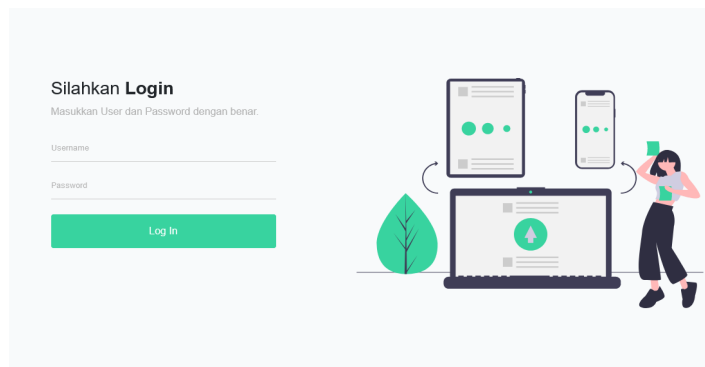 Silahkan Login
Masukkan User dan Password dengan benar.
Username
Password
Log In